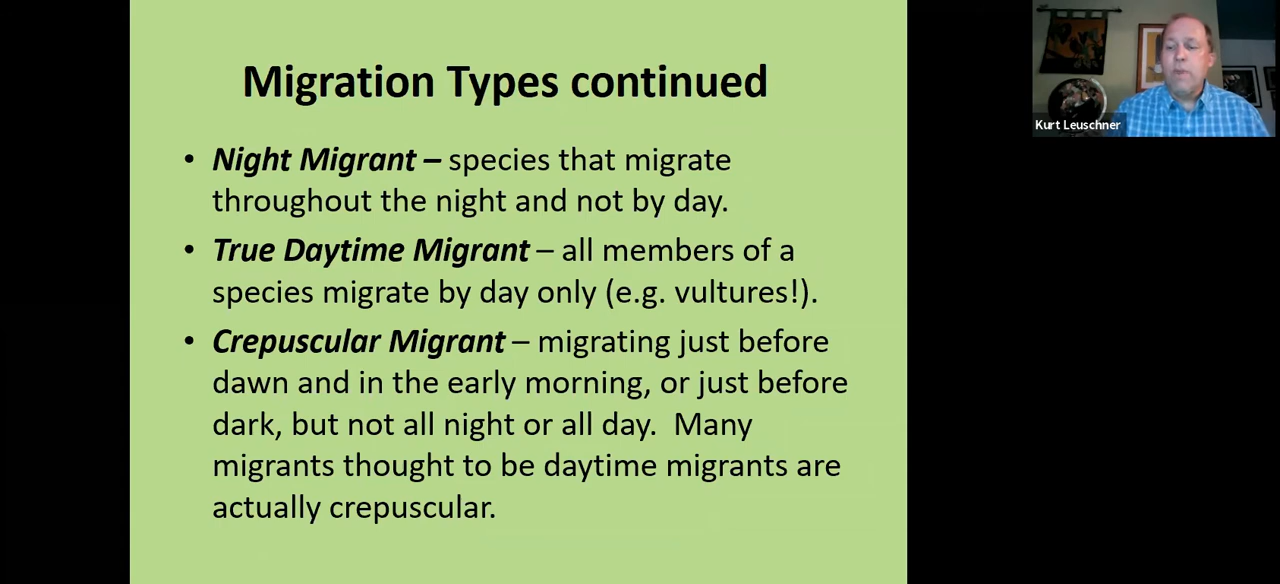 Migration Types continued
• Night Migrant – species that migrate
throughout the night and not by day.
• True Daytime Migrant – all members of a
species migrate by day only (e.g. vultures!).
• Crepuscular Migrant – migrating just before
dawn and in the early morning, or just before
dark, but not all night or all day.  Many
migrants thought to be daytime migrants are
actually crepuscular.
Kurt Leuschner